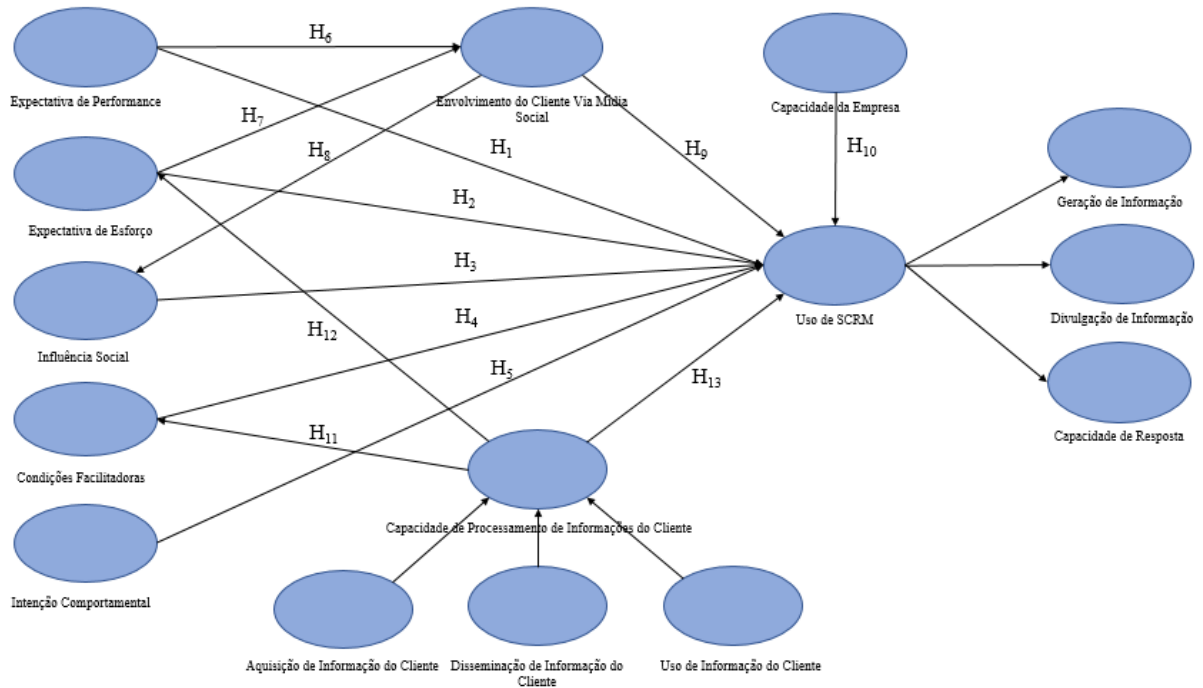 H6
Expectativa de Performance
Envolvimento do Cliente Via Mídia
Social
Capacidade da Empresa
H7
H8
H1
H9
H10
Geração de Informação
Expectativa de Esforço
H2
H3
Divulgação de Informação
Uso de SCRM
Influência Social
H12
H4
H5
H13
Capacidade de Resposta
H11
Condições Facilitadoras
Capacidade de Processamento de Informações do Cliente
Intenção Comportamental
Aquisição de Informação do Cliente
Disseminação de Informação do
Cliente
Uso de Informação do Cliente